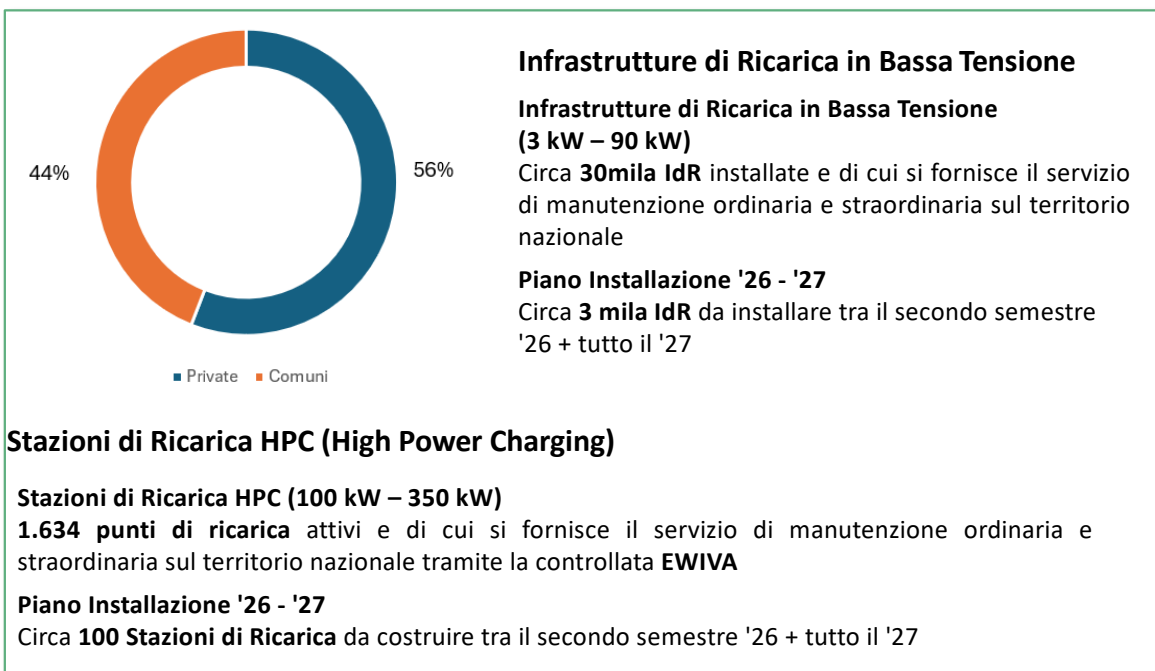 44%
56%
Private
Comuni
Infrastrutture di Ricarica in Bassa Tensione
Infrastrutture di Ricarica in Bassa Tensione
(3 kW – 90 kW)
Circa 30mila IdR installate e di cui si fornisce il servizio
di manutenzione ordinaria e straordinaria sul territorio
nazionale
Piano Installazione '26 - '27
Circa 3 mila IdR da installare tra il secondo semestre
'26 + tutto il '27
Stazioni di Ricarica HPC (High Power Charging)
Stazioni di Ricarica HPC (100 kW – 350 kW)
1.634 punti di ricarica attivi e di cui si fornisce il servizio di manutenzione ordinaria e
straordinaria sul territorio nazionale tramite la controllata EWIVA
Piano Installazione '26 - '27
Circa 100 Stazioni di Ricarica da costruire tra il secondo semestre '26 + tutto il '27